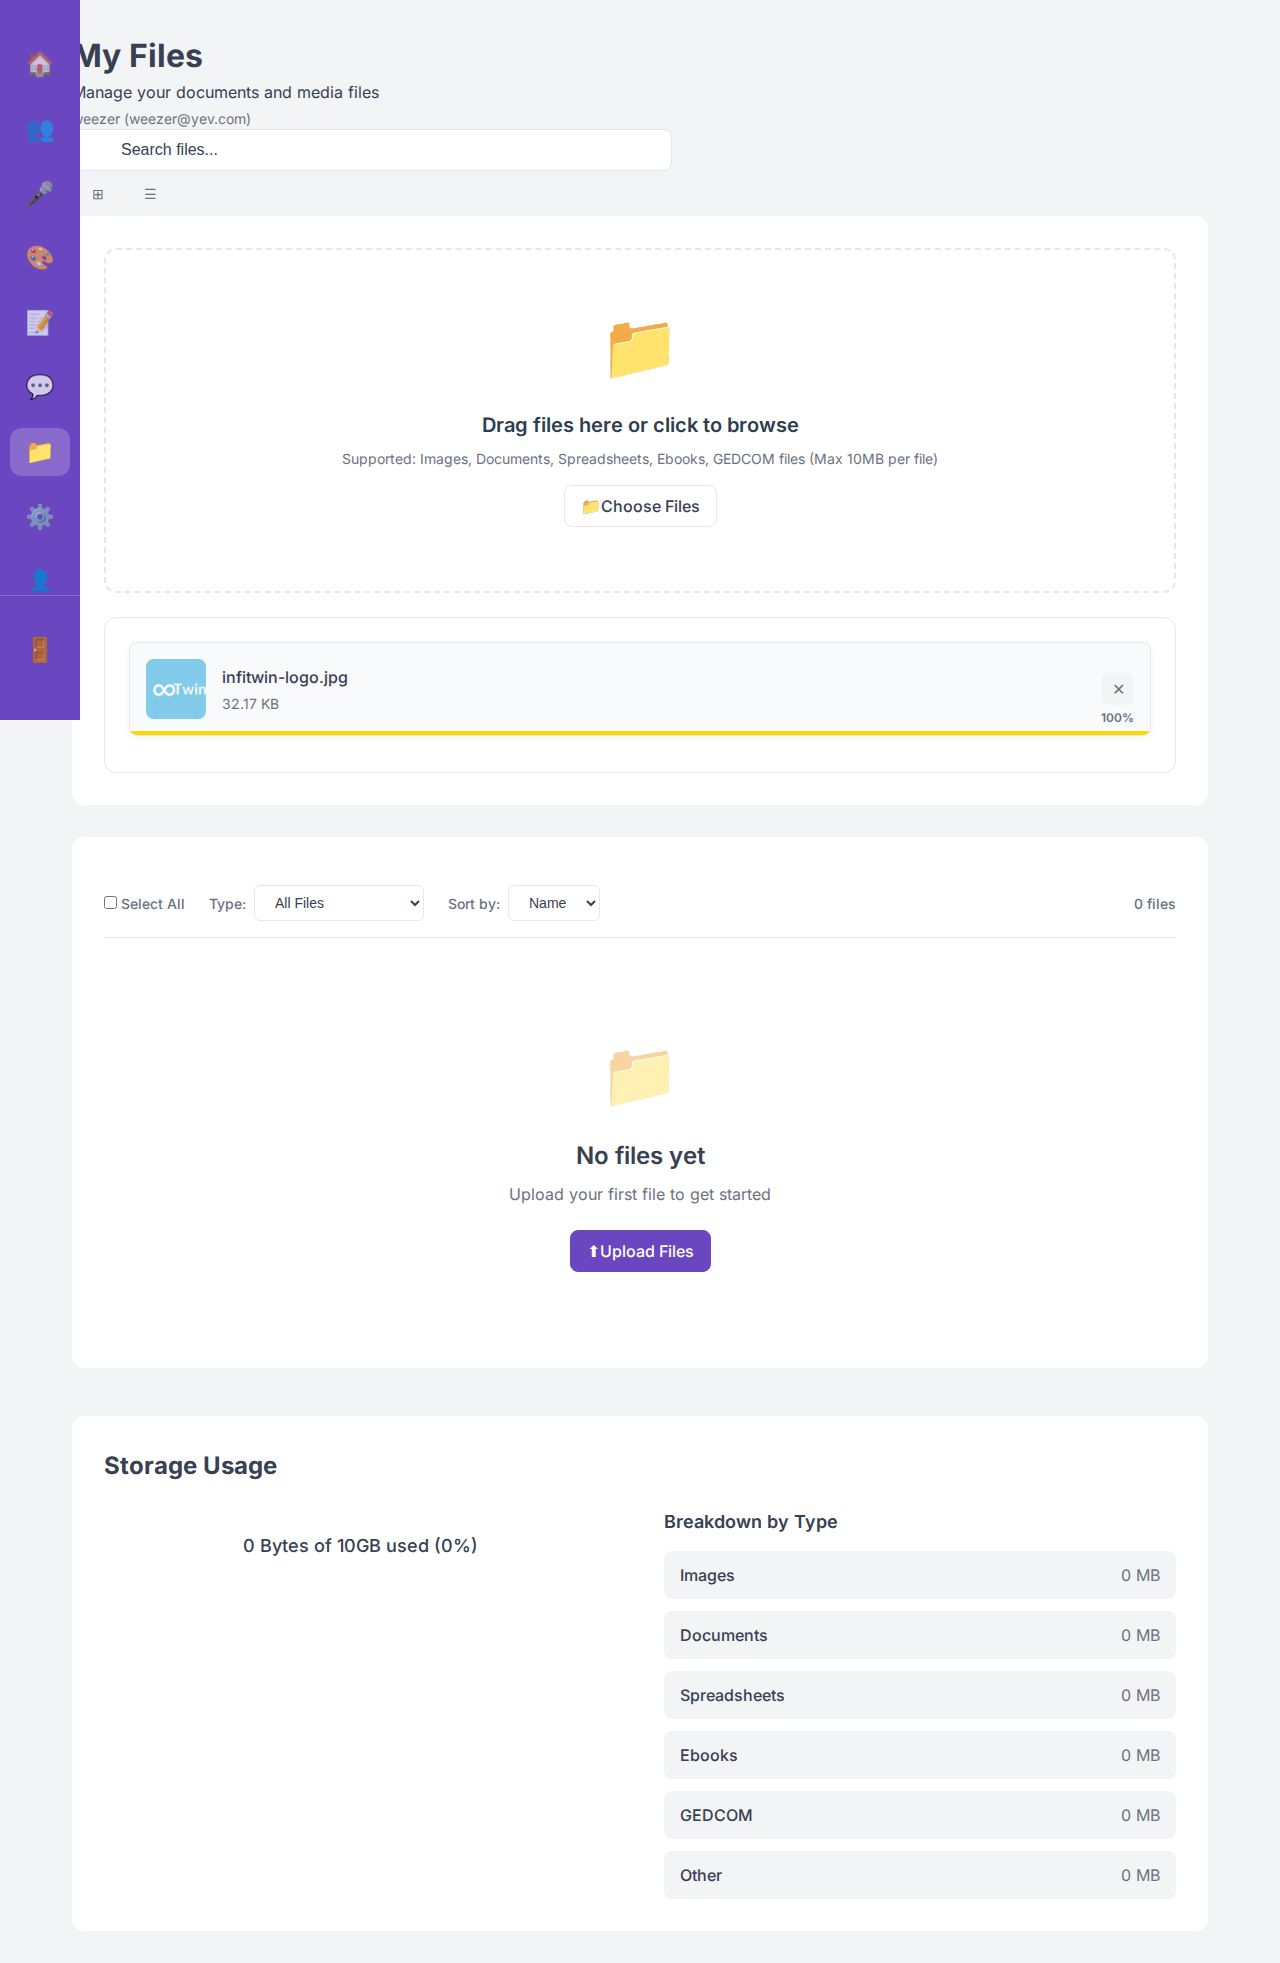 My Files
Manage your documents and media files
weezer (weezer@yev.com)
Search files...
Drag files here or click to browse
Supported: Images, Documents, Spreadsheets, Ebooks, GEDCOM files (Max 10MB per file)
Choose Files
∞Twin
infitwin-logo.jpg
32.17 KB
100%
Select All Type: All Files Sort by: Name 0 files
No files yet
Upload your first file to get started
Upload Files
Storage Usage
0 Bytes of 10GB used (0%)
Breakdown by Type
Images 0 MB
Documents 0 MB
Spreadsheets 0 MB
Ebooks 0 MB
GEDCOM 0 MB
Other 0 MB